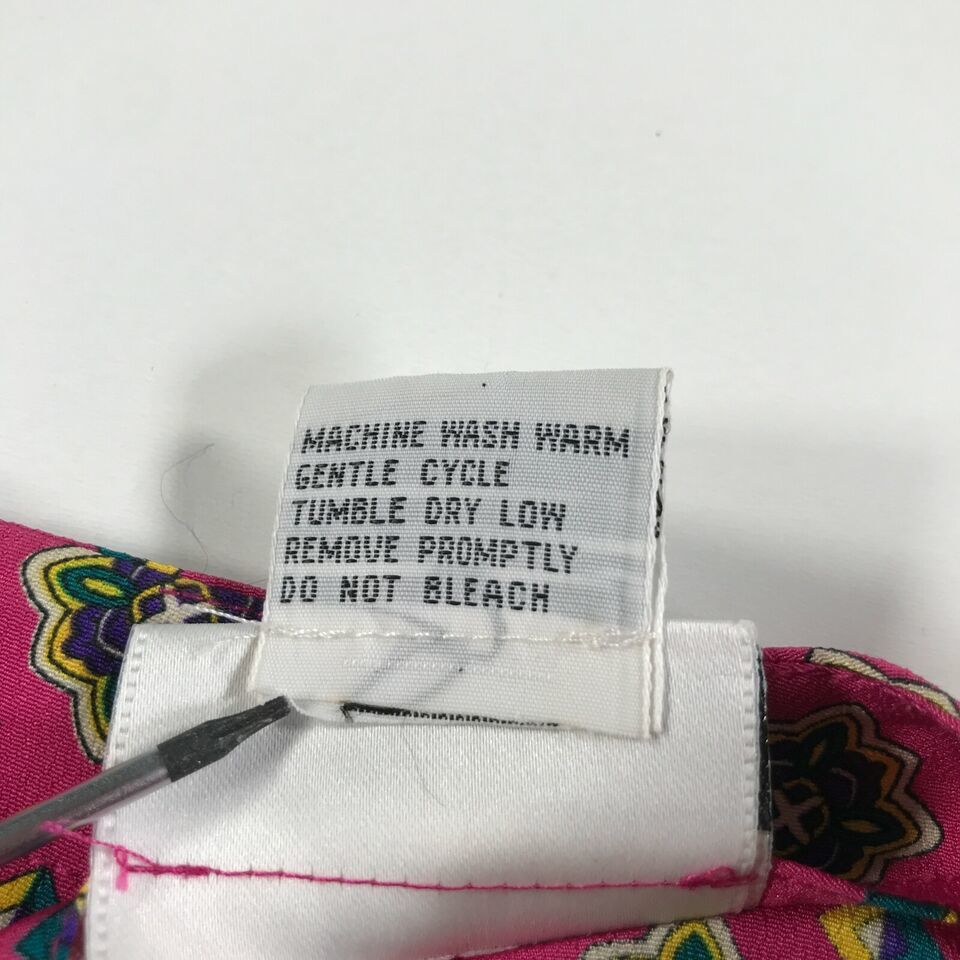 MACHINE WASH WARM
GENTLE CYCLE
TUMBLE DRY LOW
REMOVE PROMPTLY
DO NOT BLEACH